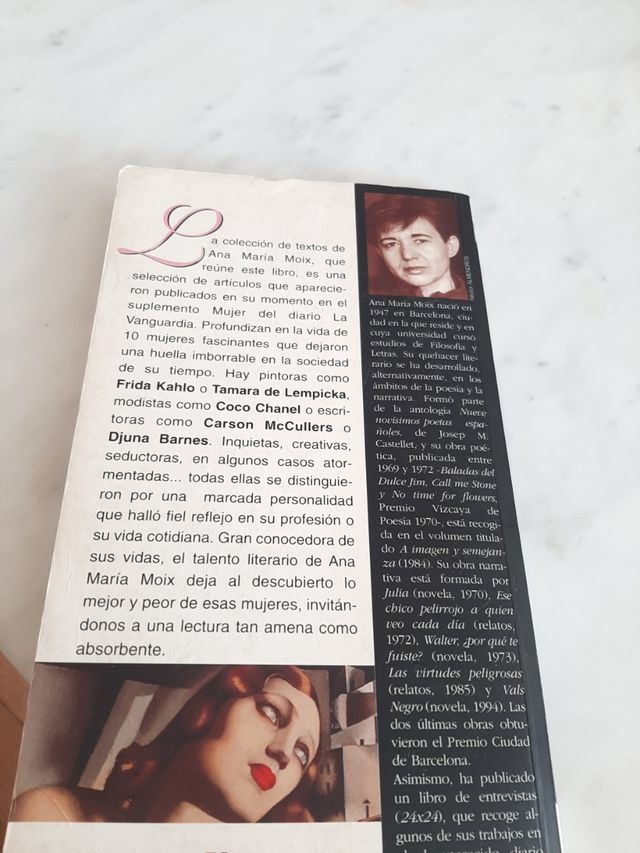 La colección de textos de
Ana María Moix, que
reúne este libro, es una
selección de artículos que aparecie-
ron publicados en su momento en el
suplemento Mujer del diario La
Vanguardia. Profundizan en la vida de
10 mujeres fascinantes que dejaron
una huella imborrable en la sociedad
de su tiempo. Hay pintoras como
Frida Kahlo o Tamara de Lempicka,
modistas como Coco Chanel o escri-
toras como Carson McCullers o
Djuna Barnes. Inquietas, creativas,
seductoras, en algunos casos ator-
mentadas... todas ellas se distinguie-
ron por una marcada personalidad
que halló fiel reflejo en su profesión o
su vida cotidiana. Gran conocedora de
sus vidas, el talento literario de Ana
María Moix deja al descubierto lo
mejor y peor de esas mujeres, invitán-
donos a una lectura tan amena como
absorbente.
Néstor ALMENDROS
Ana María Moix nació en
1947 en Barcelona, ciu-
dad en la que reside y en
cuya universidad cursó
estudios de Filosofía y
Letras. Su quehacer lite-
rario se ha desarrollado,
alternativamente, en los
ámbitos de la poesía y la
narrativa. Formó parte
de la antología Nueve
novísimos poetas espa-
ñoles, de Josep M.
Castellet, y su obra poé-
tica, publicada entre
1969 y 1972 -Baladas del
Dulce Jim, Call me Stone
y No time for flowers,
Premio Vizcaya de
Poesía 1970-, está recogi-
da en el volumen titula-
do A imagen y semejan-
za (1984). Su obra narra-
tiva está formada por
Julia (novela, 1970), Ese
chico pelirrojo a quien
veo cada día (relatos,
1972), Walter, ¿por qué te
fuiste? (novela, 1973),
Las virtudes peligrosas
(relatos, 1985) y Vals
Negro (novela, 1994). Las
dos últimas obras obtu-
vieron el Premio Ciudad
de Barcelona.
Asimismo, ha publicado
un libro de entrevistas
(24x24), que recoge al-
gunos de sus trabajos en
diario